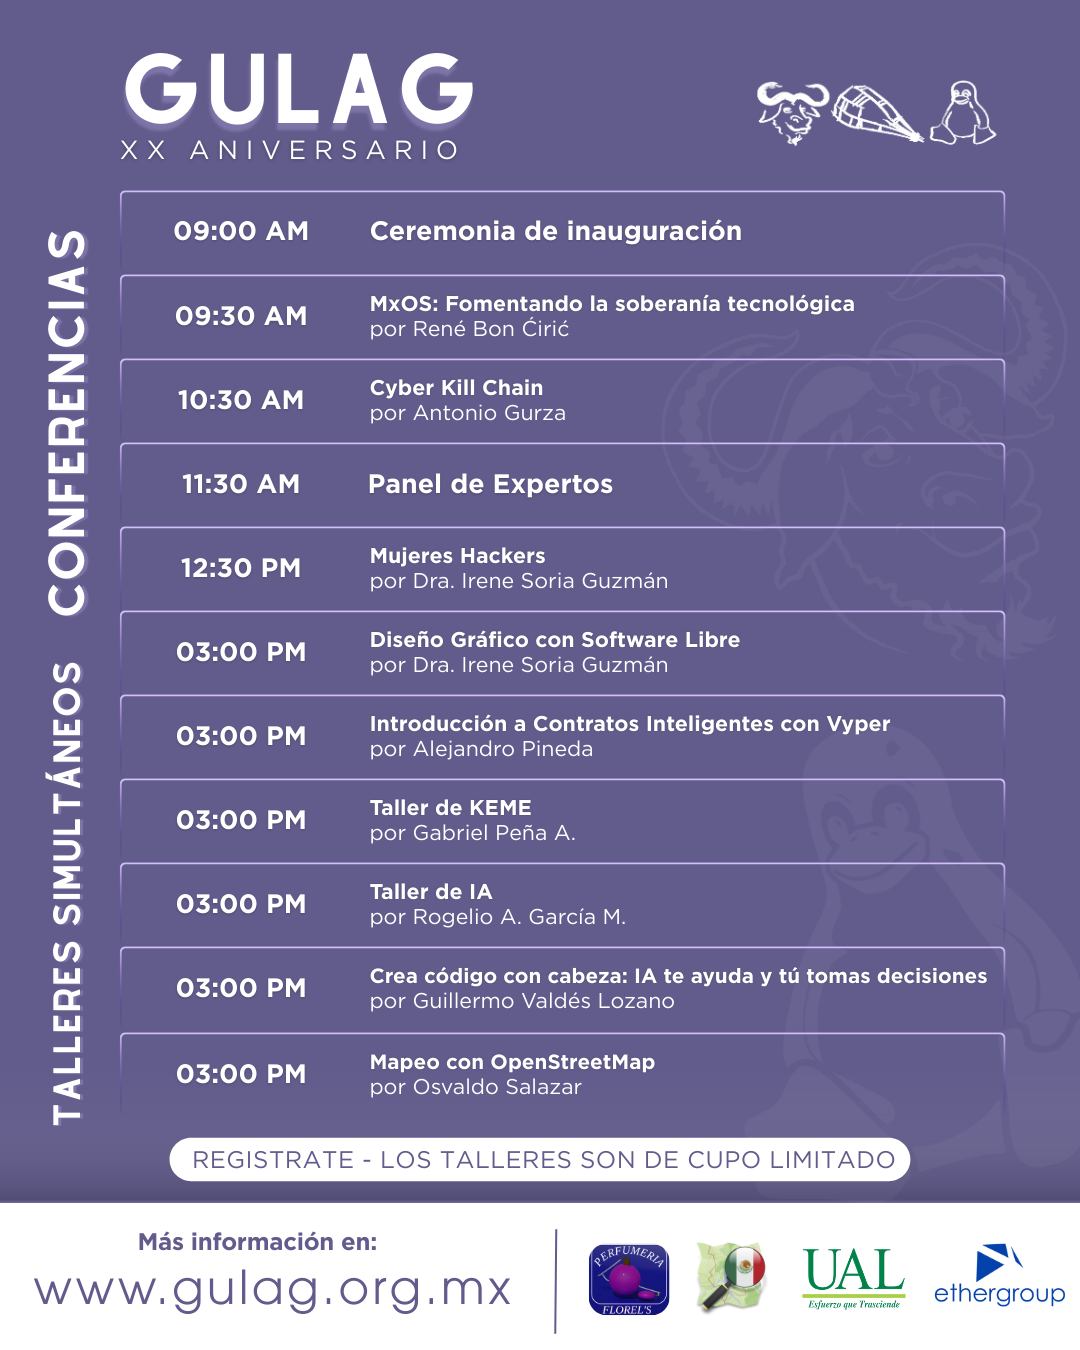 GULAG
XX ANIVERSARIO
CONFERENCIAS
09:00 AM
Ceremonia de inauguración
09:30 AM
MxOS: Fomentando la soberanía tecnológica
por René Bon Ćirić
10:30 AM
Cyber Kill Chain
por Antonio Gurza
11:30 AM
Panel de Expertos
12:30 PM
Mujeres Hackers
por Dra. Irene Soria Guzmán
TALLERES SIMULTÁNEOS
03:00 PM
Diseño Gráfico con Software Libre
por Dra. Irene Soria Guzmán
03:00 PM
Introducción a Contratos Inteligentes con Vyper
por Alejandro Pineda
03:00 PM
Taller de KEME
por Gabriel Peña A.
03:00 PM
Taller de IA
por Rogelio A. García M.
03:00 PM
Crea código con cabeza: IA te ayuda y tú tomas decisiones
por Guillermo Valdés Lozano
03:00 PM
Mapeo con OpenStreetMap
por Osvaldo Salazar
REGISTRATE - LOS TALLERES SON DE CUPO LIMITADO
Más información en:
www.gulag.org.mx
PERFUMERIA
FLOREL'S
UAL
Esfuerzo que Trasciende
ethergroup